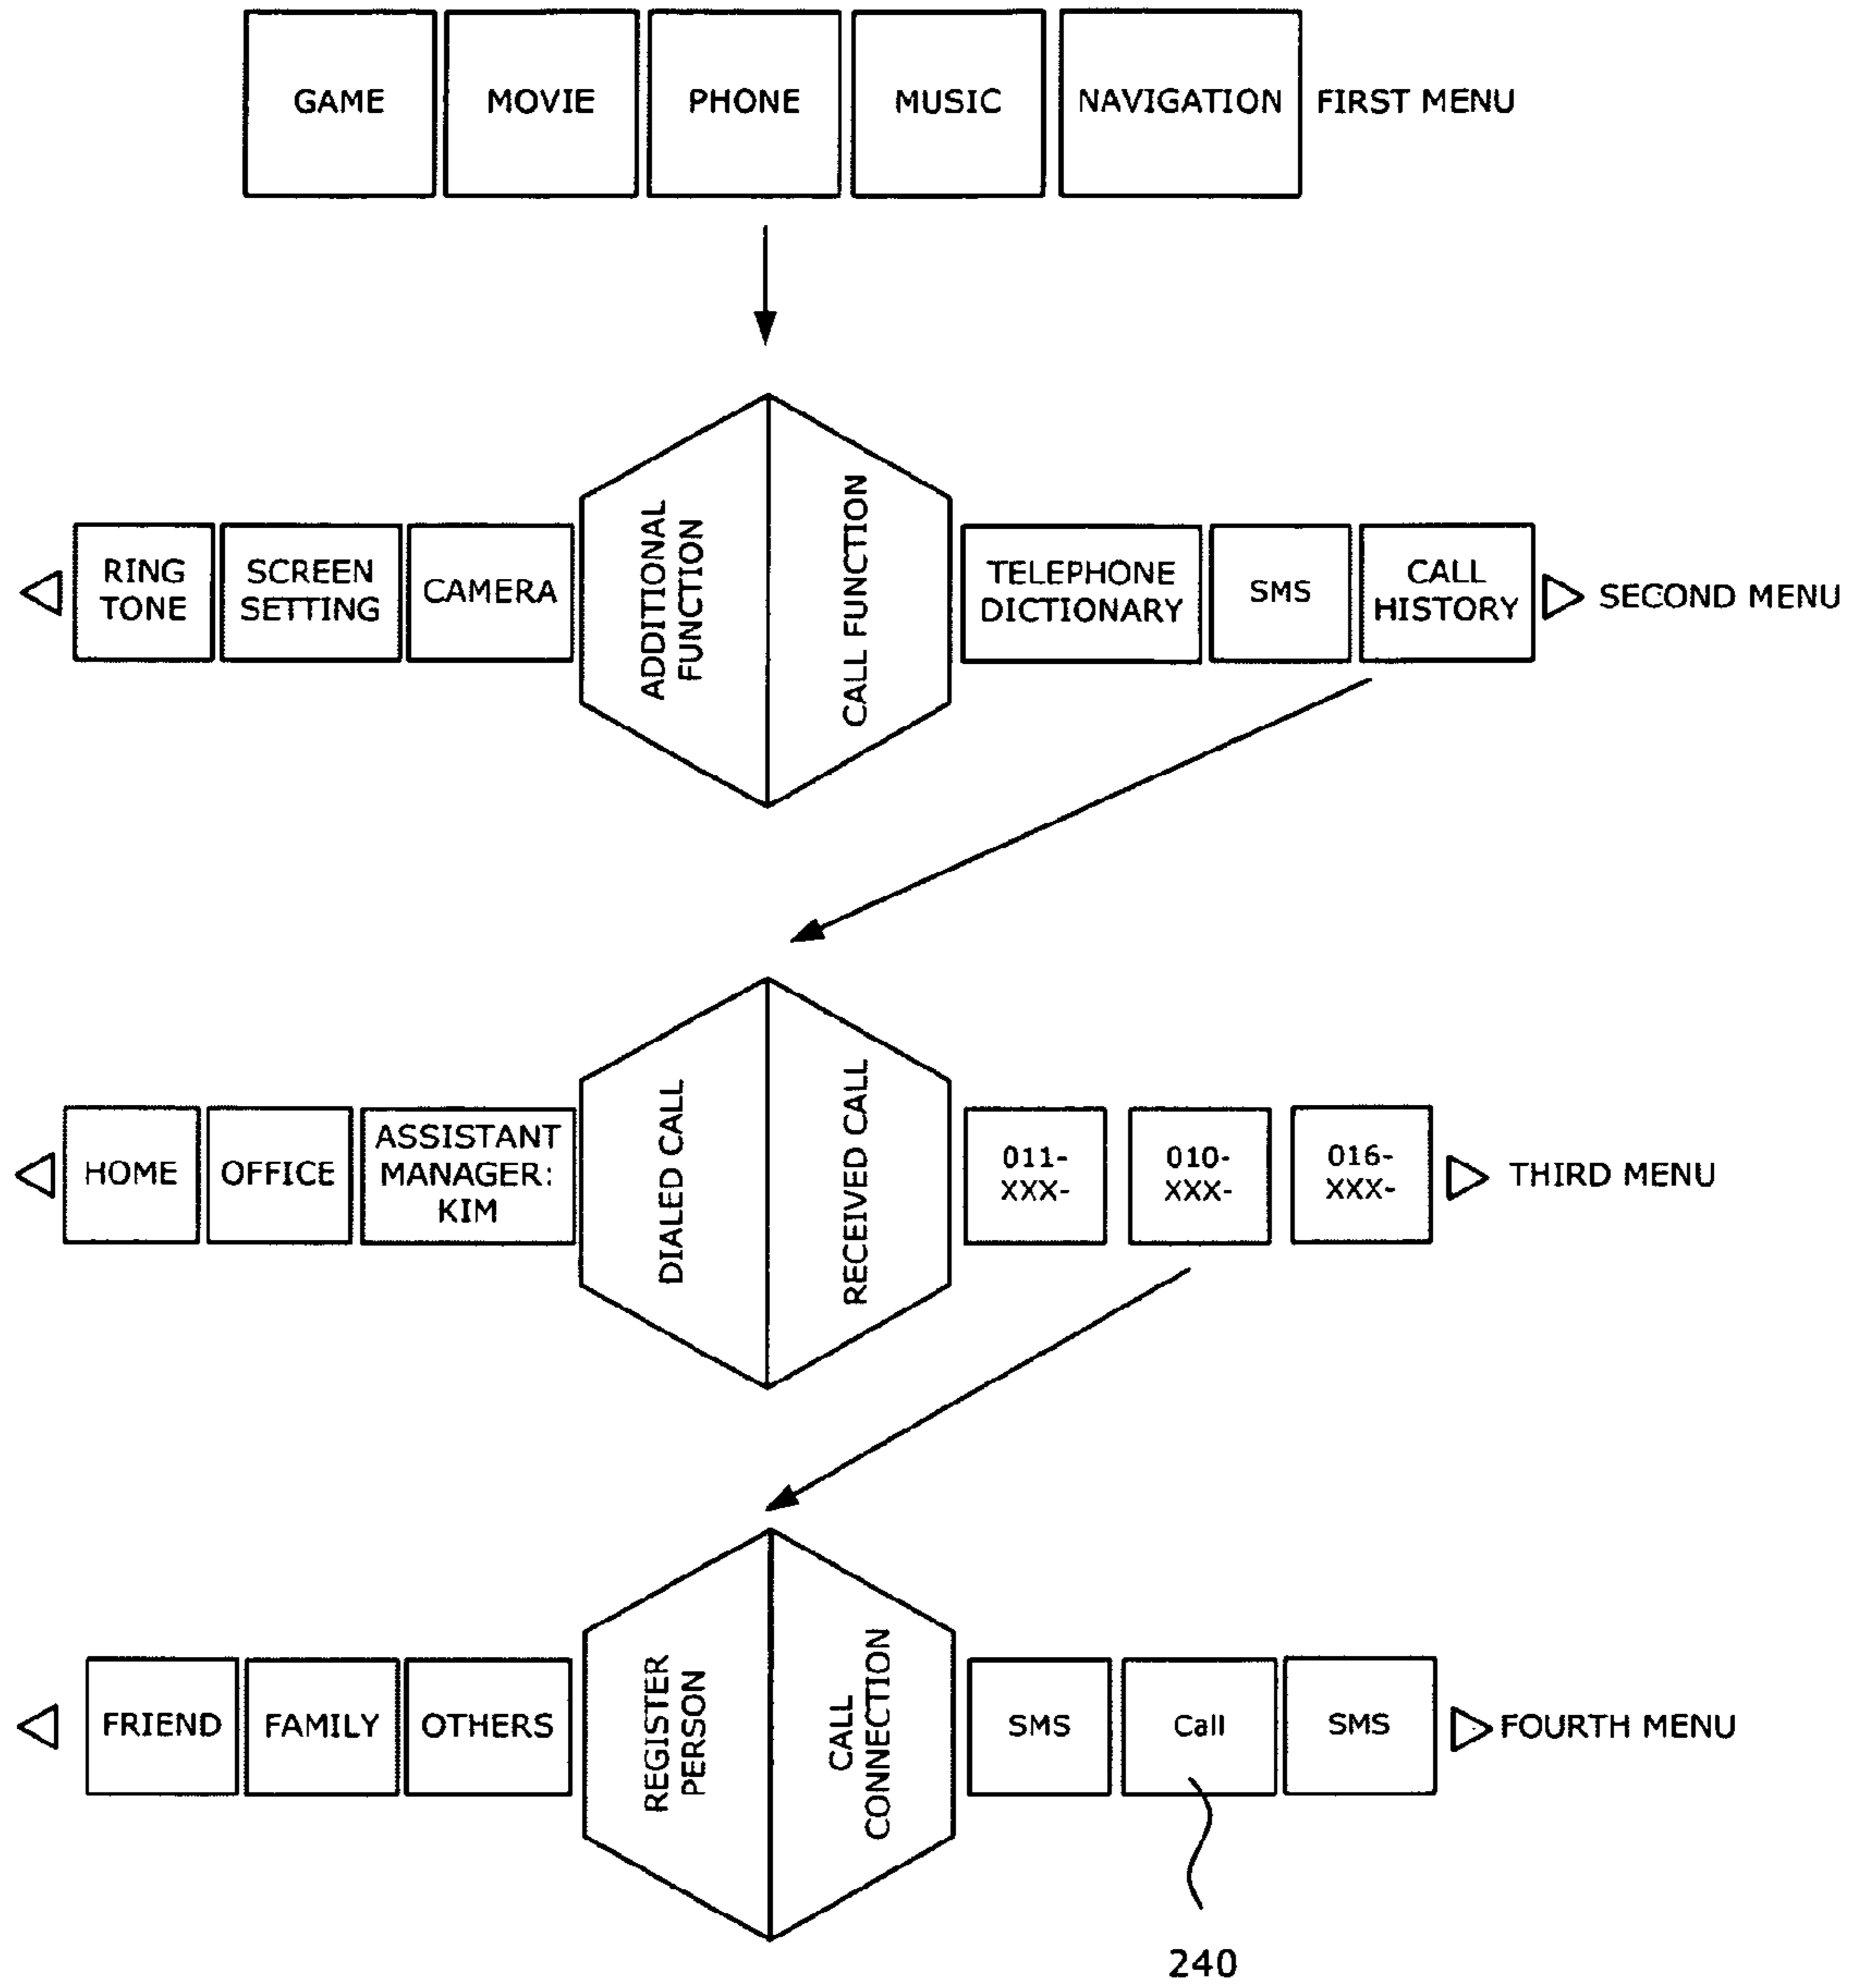 GAME
MOVIE
PHONE
MUSIC
NAVIGATION
FIRST MENU
RING
TONE
SCREEN
SETTING
CAMERA
ADDITIONAL
FUNCTION
CALL FUNCTION
TELEPHONE
DICTIONARY
SMS
CALL
HISTORY
SECOND MENU
HOME
OFFICE
ASSISTANT
MANAGER:
KIM
DIALED CALL
RECEIVED CALL
011-
XXX-
010-
XXX-
016-
XXX-
THIRD MENU
FRIEND
FAMILY
OTHERS
REGISTER
PERSON
CALL
CONNECTION
SMS
Call
SMS
FOURTH MENU
240